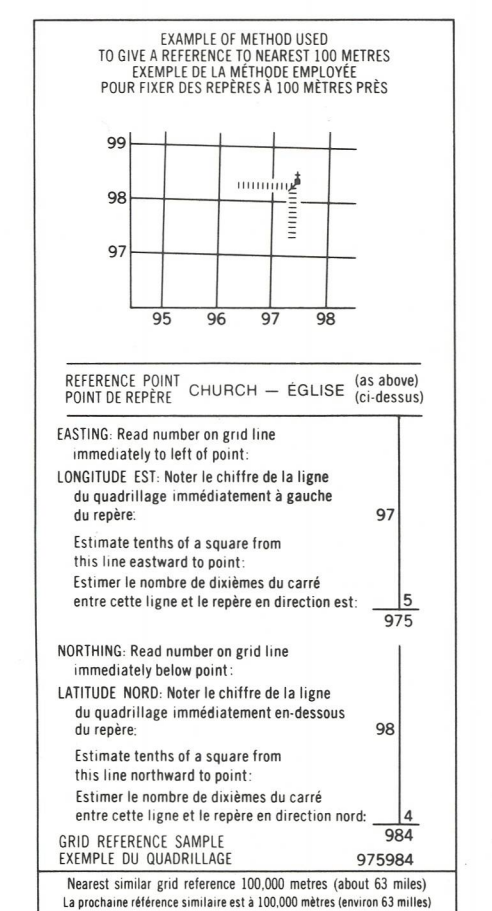 EXAMPLE OF METHOD USED
TO GIVE A REFERENCE TO NEAREST 100 METRES
EXEMPLE DE LA MÉTHODE EMPLOYÉE
POUR FIXER DES REPÈRES À 100 MÈTRES PRÈS
99
98
97
95 96 97 98
REFERENCE POINT
POINT DE REPÈRE
CHURCH — ÉGLISE
(as above)
(ci-dessus)
EASTING: Read number on grid line
immediately to left of point:
LONGITUDE EST: Noter le chiffre de la ligne
du quadrillage immédiatement à gauche
du repère: 97
Estimate tenths of a square from
this line eastward to point:
Estimer le nombre de dixièmes du carré
entre cette ligne et le repère en direction est: 5
975
NORTHING: Read number on grid line
immediately below point:
LATITUDE NORD: Noter le chiffre de la ligne
du quadrillage immédiatement en-dessous
du repère: 98
Estimate tenths of a square from
this line northward to point:
Estimer le nombre de dixièmes du carré
entre cette ligne et le repère en direction nord: 4
984
GRID REFERENCE SAMPLE
EXEMPLE DU QUADRILLAGE 975984
Nearest similar grid reference 100,000 metres (about 63 miles)
La prochaine référence similaire est à 100,000 mètres (environ 63 milles)